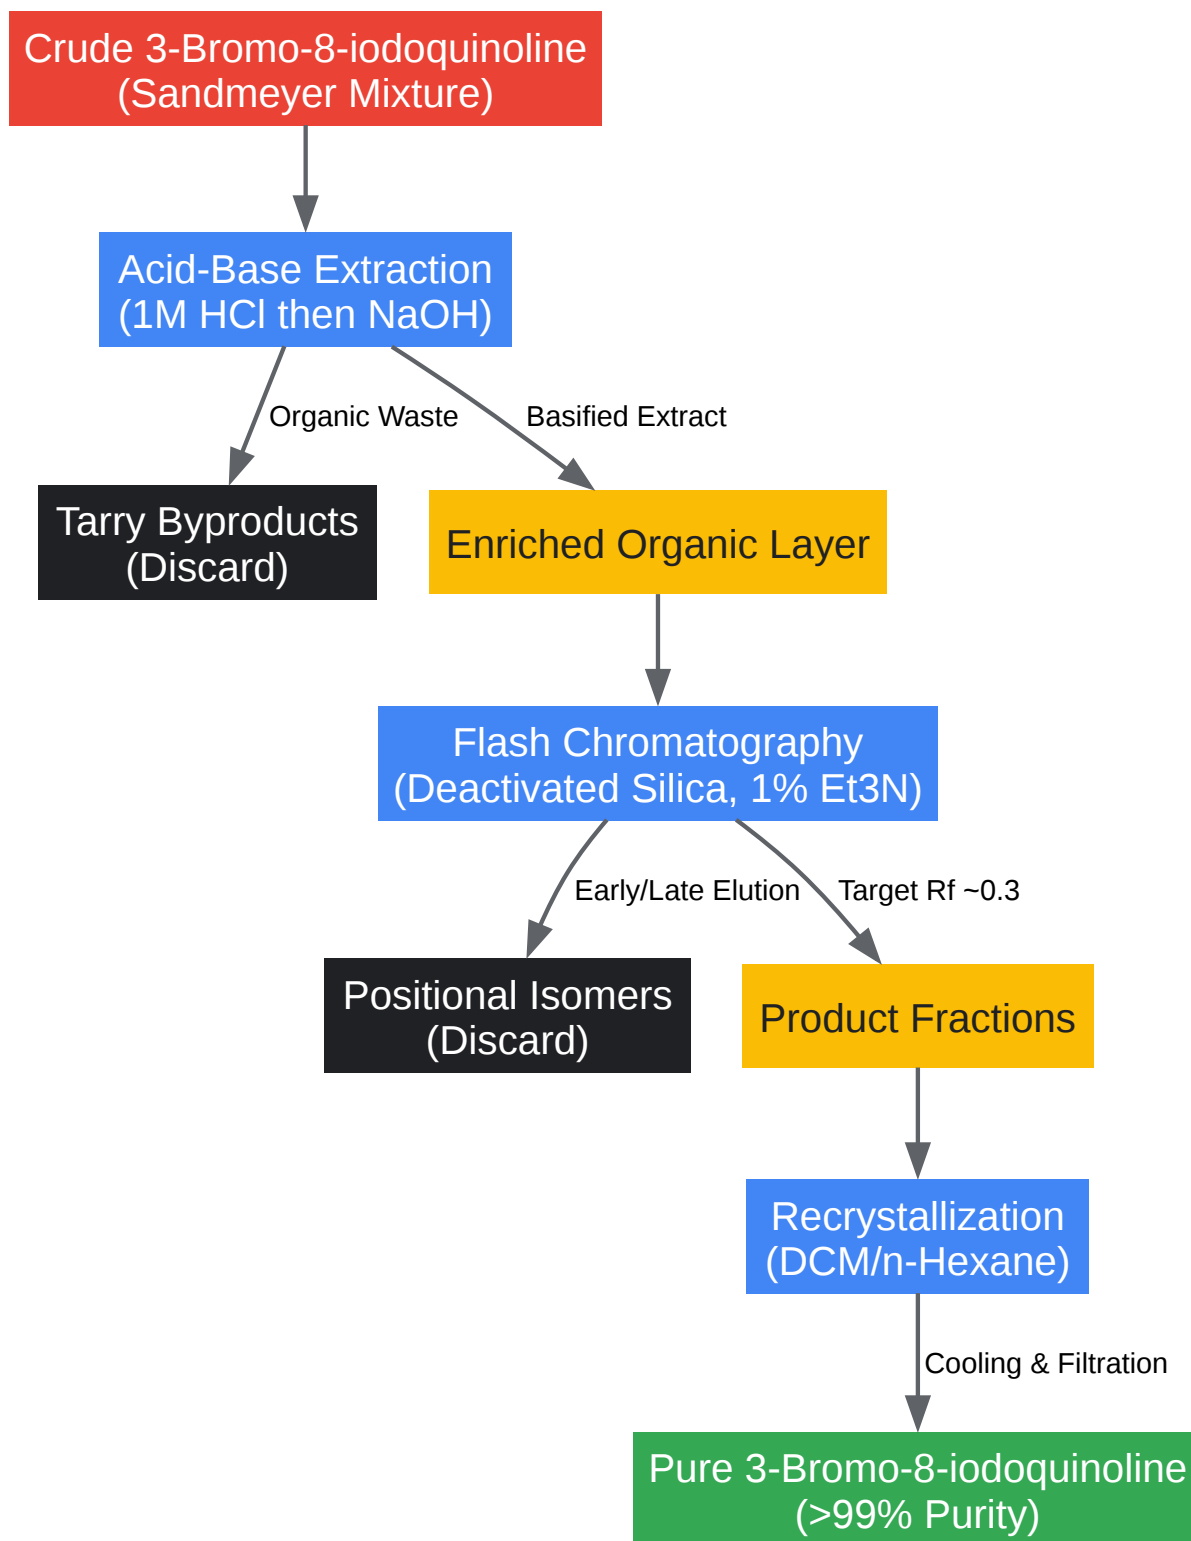 Crude 3-Bromo-8-iodoquinoline
(Sandmeyer Mixture)
Acid-Base Extraction
(1M HCl then NaOH)
Organic Waste
Basified Extract
Tarry Byproducts
(Discard)
Enriched Organic Layer
Flash Chromatography
(Deactivated Silica, 1% Et3N)
Early/Late Elution
Target Rf ~0.3
Positional Isomers
(Discard)
Product Fractions
Recrystallization
(DCM/n-Hexane)
Cooling & Filtration
Pure 3-Bromo-8-iodoquinoline
(>99% Purity)